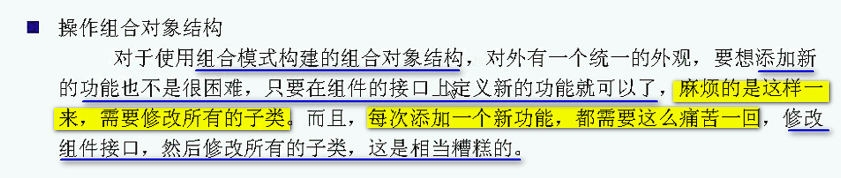 操作组合对象结构
对于使用组合模式构建的组合对象结构，对外有一个统一的外观，要想添加新
的功能也不是很困难，只要在组件的接口上定义新的功能就可以了，麻烦的是这样一
来，需要修改所有的子类。而且，每次添加一个新功能，都需要这么痛苦一回，修改
组件接口，然后修改所有的子类，这是相当糟糕的。